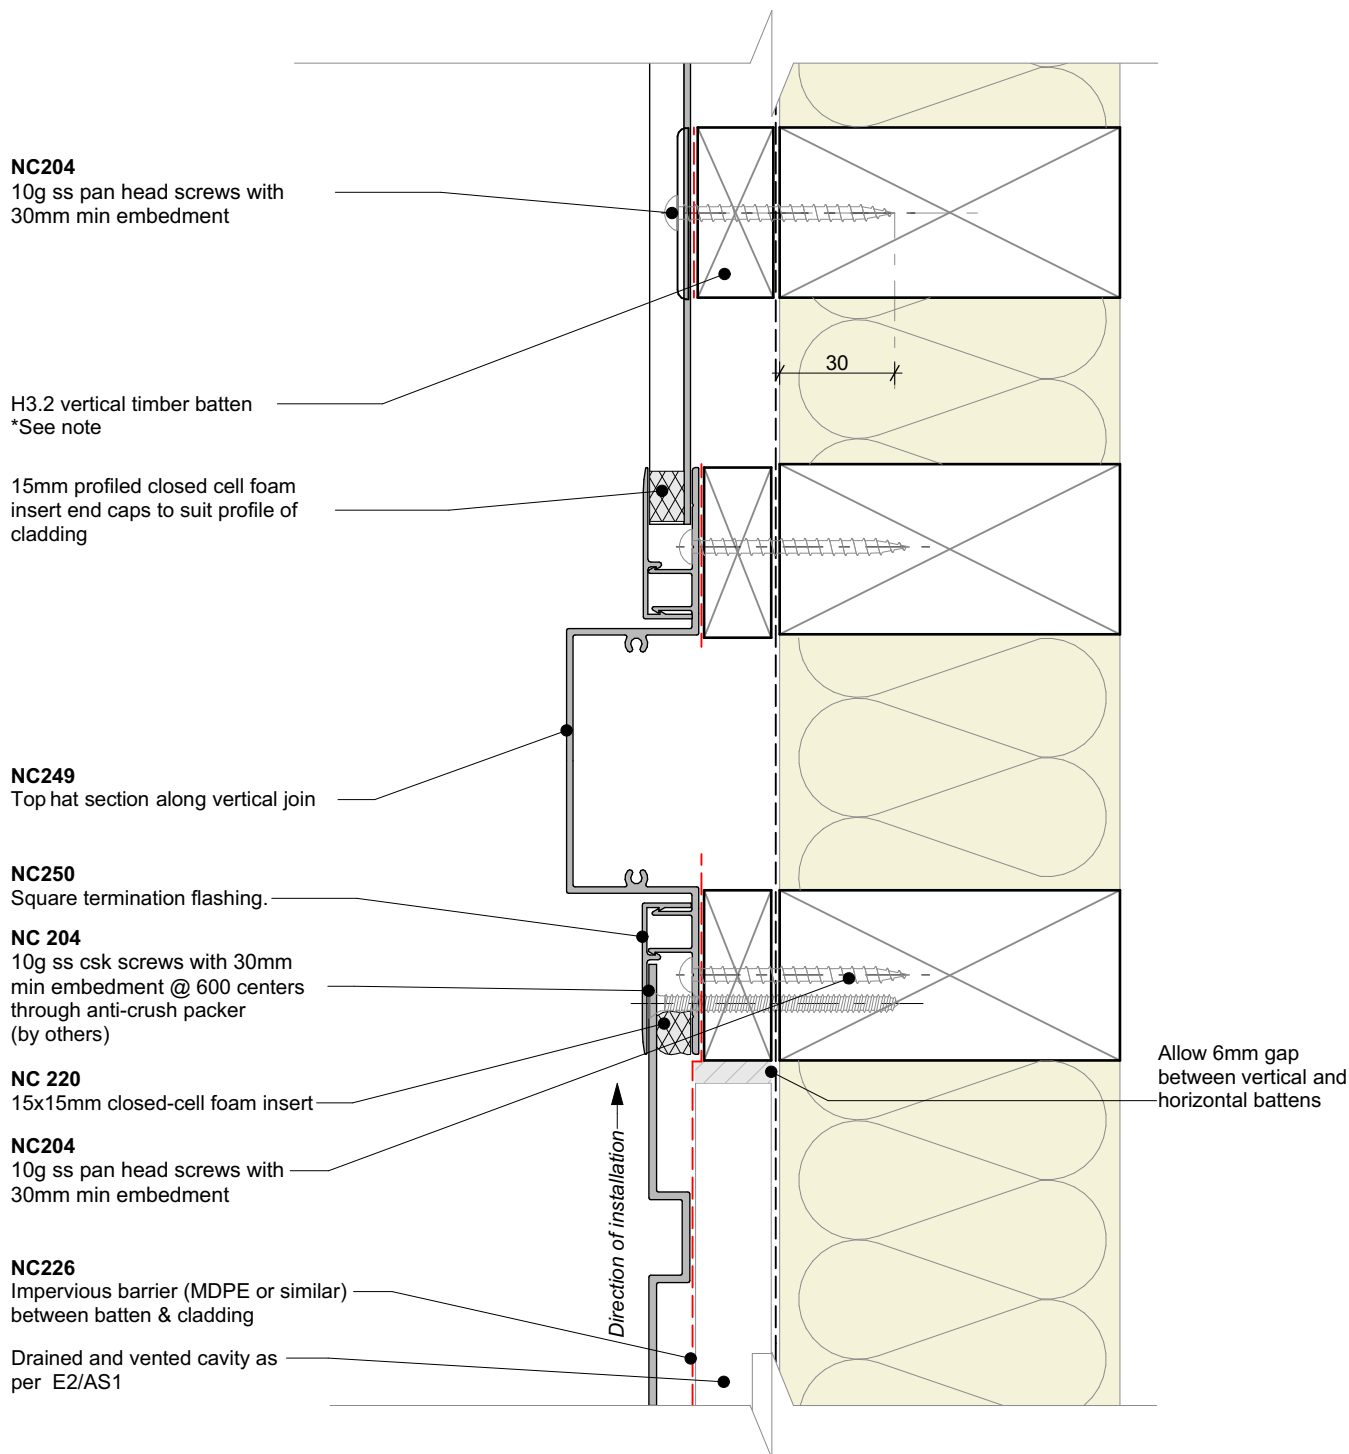 NC204
10g ss pan head screws with
30mm min embedment
30
H3.2 vertical timber batten
*See note
15mm profiled closed cell foam
insert end caps to suit profile of
cladding
NC249
Top hat section along vertical join
NC250
Square termination flashing.
NC 204
10g ss csk screws with 30mm
min embedment @ 600 centers
through anti-crush packer
(by others)
NC 220
15x15mm closed-cell foam insert
NC204
10g ss pan head screws with
30mm min embedment
NC226
Impervious barrier (MDPE or similar)
between batten & cladding
Drained and vented cavity as
per E2/AS1
Direction of installation
Allow 6mm gap
between vertical and
horizontal battens